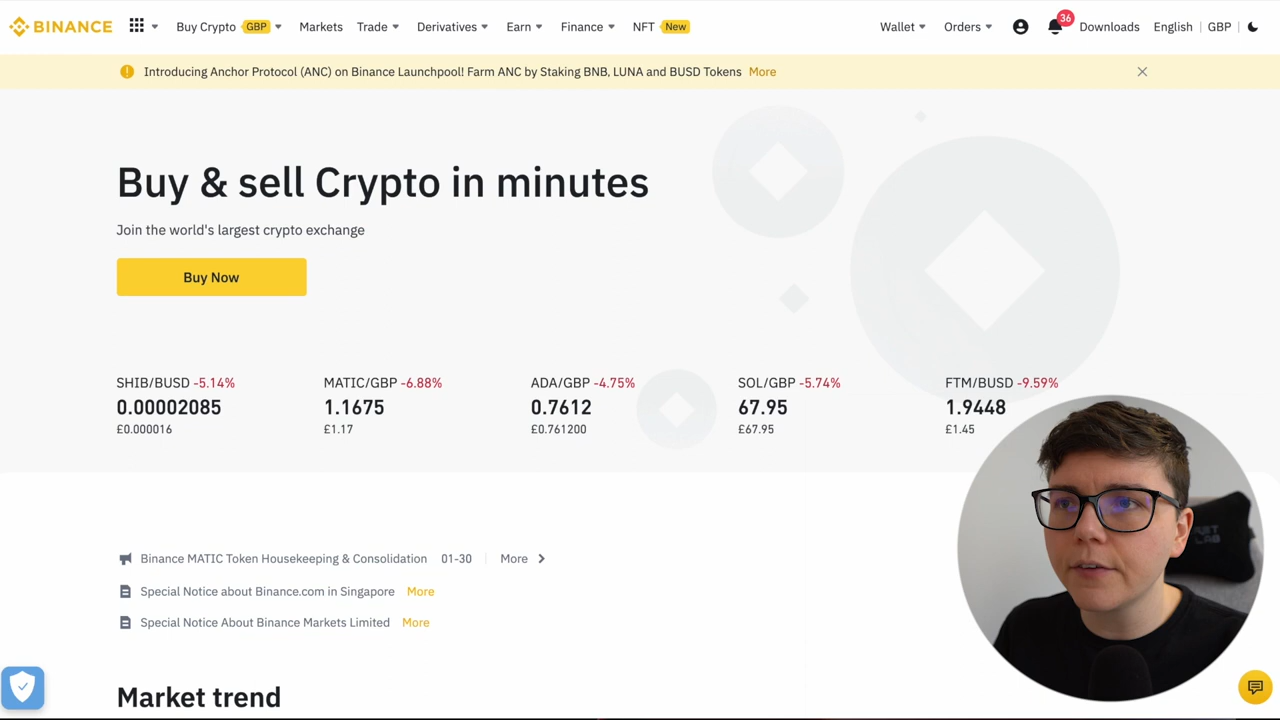 BINANCE Buy Crypto GBP Markets Trade Derivatives Earn Finance NFT New Wallet Orders 36 Downloads English GBP
Introducing Anchor Protocol (ANC) on Binance Launchpool! Farm ANC by Staking BNB, LUNA and BUSD Tokens More
Buy & sell Crypto in minutes
Join the world's largest crypto exchange
Buy Now
SHIB/BUSD -5.14% MATIC/GBP -6.88% ADA/GBP -4.75% SOL/GBP -5.74% FTM/BUSD -9.59%
0.00002085 1.1675 0.7612 67.95 1.9448
£0.000016 £1.17 £0.761200 £67.95 £1.45
Binance MATIC Token Housekeeping & Consolidation 01-30 More
Special Notice about Binance.com in Singapore More
Special Notice About Binance Markets Limited More
Market trend